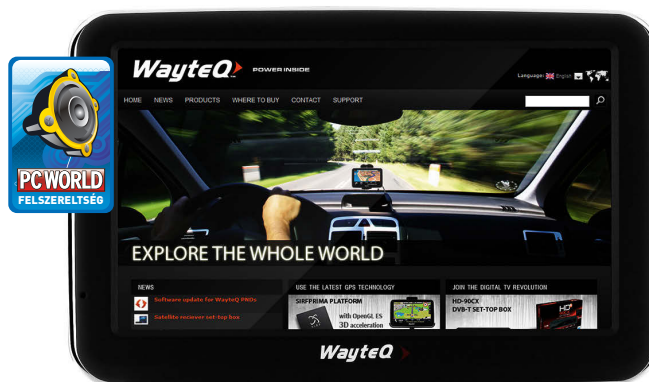 WayteQ POWER INSIDE
Language: English
HOME NEWS PRODUCTS WHERE TO BUY CONTACT SUPPORT
PC WORLD
FELSZERELTSÉG
EXPLORE THE WHOLE WORLD
NEWS
Software update for WayteQ PNDs
Satellite reciever set-top box
USE THE LATEST GPS TECHNOLOGY
SIRFPRIMA PLATFORM
with OpenGL ES
3D acceleration
JOIN THE DIGITAL TV REVOLUTION
HD-90CX
DVB-T SET-TOP BOX
HD
WayteQ